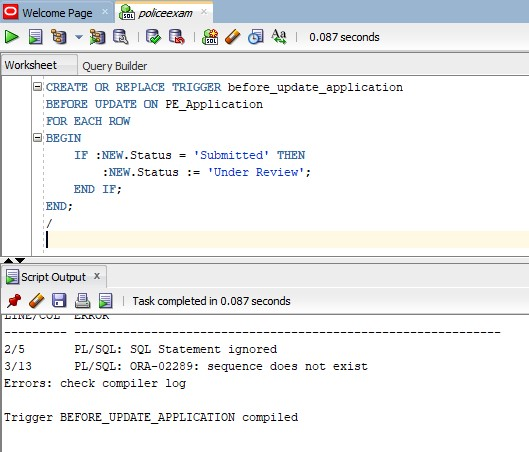 Welcome Page
policeexam
0.087 seconds
Worksheet
Query Builder
CREATE OR REPLACE TRIGGER before_update_application
BEFORE UPDATE ON PE_Application
FOR EACH ROW
BEGIN
IF :NEW.Status = 'Submitted' THEN
:NEW.Status := 'Under Review';
END IF;
END;
/
Script Output
Task completed in 0.087 seconds
LINE/COL ERROR
--------- -------------------------------------------------------------
2/5 PL/SQL: SQL Statement ignored
3/13 PL/SQL: ORA-02289: sequence does not exist
Errors: check compiler log
Trigger BEFORE_UPDATE_APPLICATION compiled